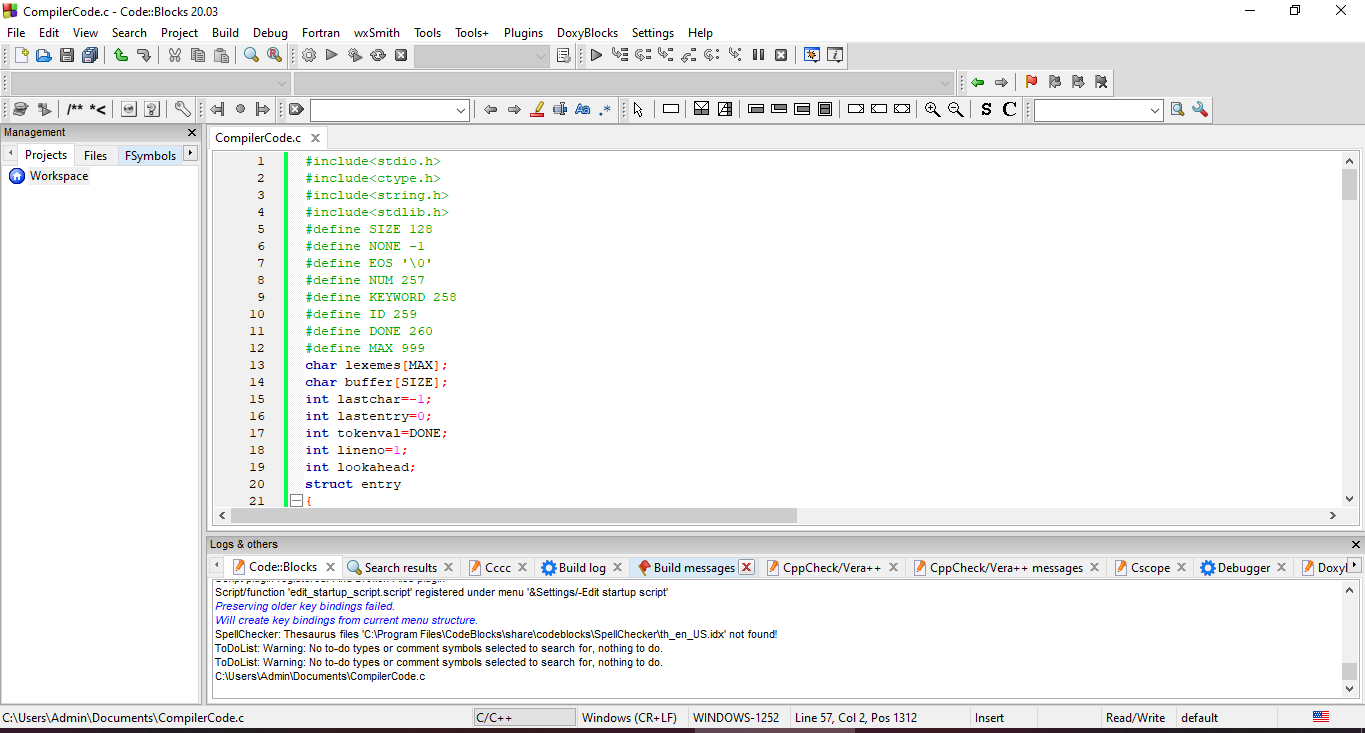 CompilerCode.c - Code::Blocks 20.03
File Edit View Search Project Build Debug Fortran wxSmith Tools Tools+ Plugins DoxyBlocks Settings Help
/** *<
Aa .* S C
Management
CompilerCode.c
Projects Files FSymbols
Workspace
1 #include<stdio.h>
2 #include<ctype.h>
3 #include<string.h>
4 #include<stdlib.h>
5 #define SIZE 128
6 #define NONE -1
7 #define EOS '\0'
8 #define NUM 257
9 #define KEYWORD 258
10 #define ID 259
11 #define DONE 260
12 #define MAX 999
13 char lexemes[MAX];
14 char buffer[SIZE];
15 int lastchar=-1;
16 int lastentry=0;
17 int tokenval=DONE;
18 int lineno=1;
19 int lookahead;
20 struct entry
21 {
Logs & others
Code::Blocks Search results Cccc Build log Build messages CppCheck/Vera++ CppCheck/Vera++ messages Cscope Debugger Doxyl
Script plugin registered: Find Broken Files plugin
Script/function 'edit_startup_script.script' registered under menu '&Settings/-Edit startup script'
Preserving older key bindings failed.
Will create key bindings from current menu structure.
SpellChecker: Thesaurus files 'C:\Program Files\CodeBlocks\share\codeblocks\SpellChecker\th_en_US.idx' not found!
ToDoList: Warning: No to-do types or comment symbols selected to search for, nothing to do.
ToDoList: Warning: No to-do types or comment symbols selected to search for, nothing to do.
C:\Users\Admin\Documents\CompilerCode.c
C:\Users\Admin\Documents\CompilerCode.c C/C++ Windows (CR+LF) WINDOWS-1252 Line 57, Col 2, Pos 1312 Insert Read/Write default